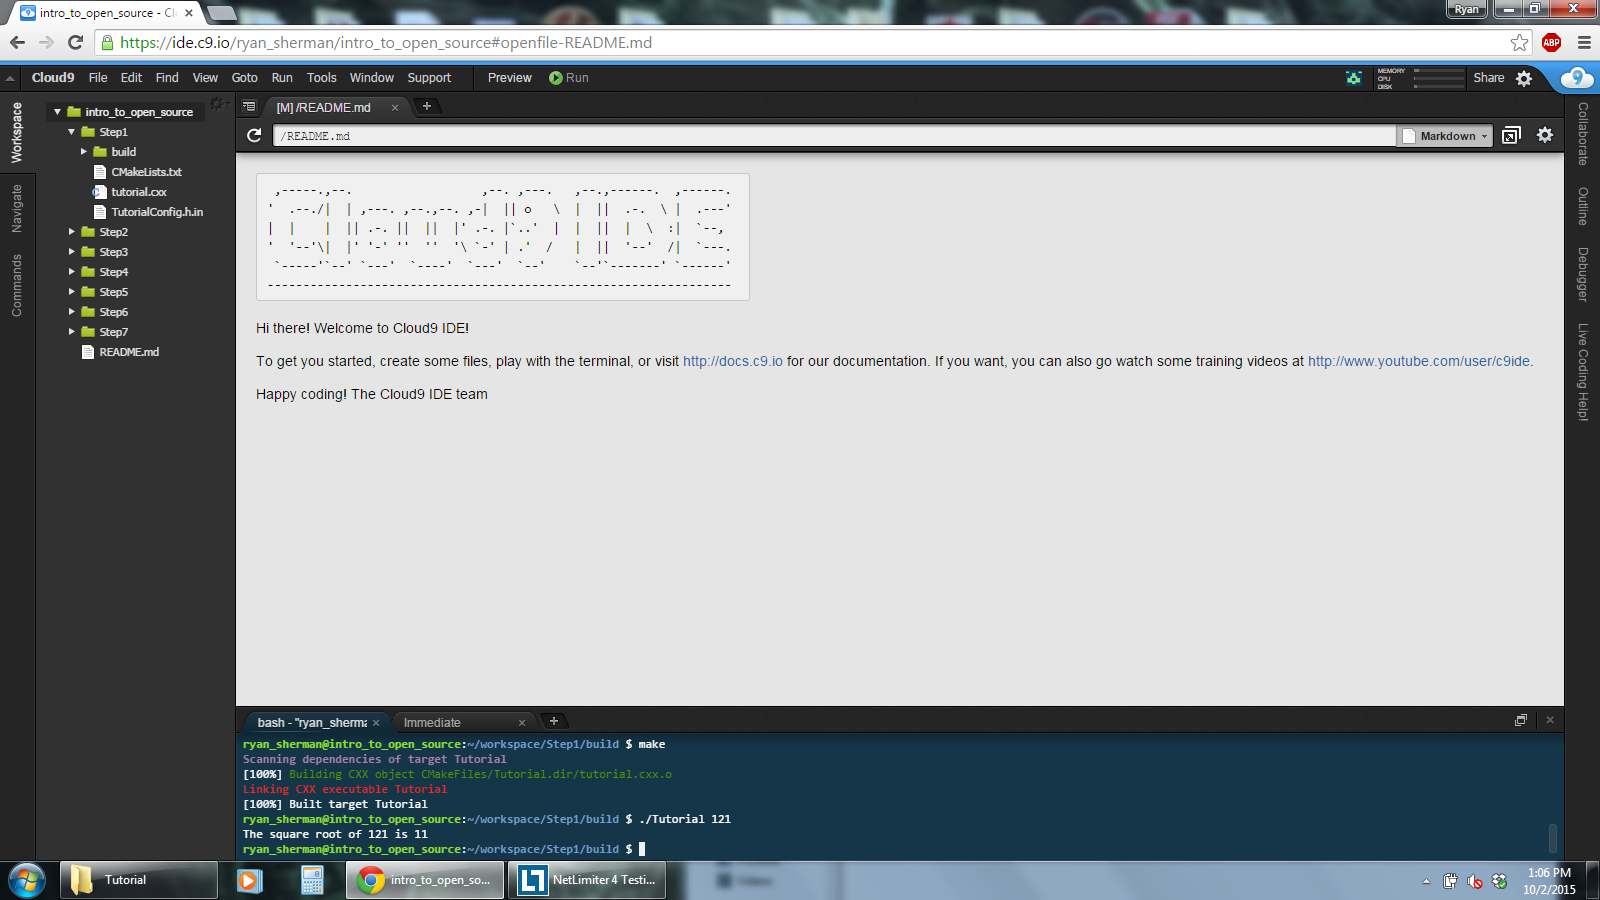 intro_to_open_source - Cl
Ryan
https://ide.c9.io/ryan_sherman/intro_to_open_source#openfile-README.md
ABP
Cloud9 File Edit Find View Goto Run Tools Window Support Preview Run
MEMORY
CPU
DISK
Share
9
Workspace
Navigate
Commands
intro_to_open_source
Step1
build
CMakeLists.txt
tutorial.cxx
TutorialConfig.h.in
Step2
Step3
Step4
Step5
Step6
Step7
README.md
[M] /README.md
/README.md
Markdown
Cloud9 IDE
Hi there! Welcome to Cloud9 IDE!
To get you started, create some files, play with the terminal, or visit http://docs.c9.io for our documentation. If you want, you can also go watch some training videos at http://www.youtube.com/user/c9ide.
Happy coding! The Cloud9 IDE team
Collaborate
Outline
Debugger
Live Coding Help!
bash - "ryan_sherma
Immediate
ryan_sherman@intro_to_open_source:~/workspace/Step1/build $ make
Scanning dependencies of target Tutorial
[100%] Building CXX object CMakeFiles/Tutorial.dir/tutorial.cxx.o
Linking CXX executable Tutorial
[100%] Built target Tutorial
ryan_sherman@intro_to_open_source:~/workspace/Step1/build $ ./Tutorial 121
The square root of 121 is 11
ryan_sherman@intro_to_open_source:~/workspace/Step1/build $
Tutorial
intro_to_open_so...
NetLimiter 4 Testi...
1:06 PM
10/2/2015